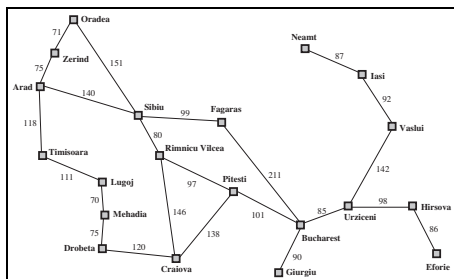 Oradea
71
Neamt
Zerind
87
151
75
Iasi
Arad
140
92
Sibiu
99
Fagaras
118
Vaslui
80
Timisoara
Rimnicu Vilcea
142
111
211
Lugoj
97
Pitesti
70
98
Hirsova
85
146
101
Mehadia
Urziceni
86
75
138
Bucharest
120
Drobeta
90
Craiova
Eforie
Giurgiu